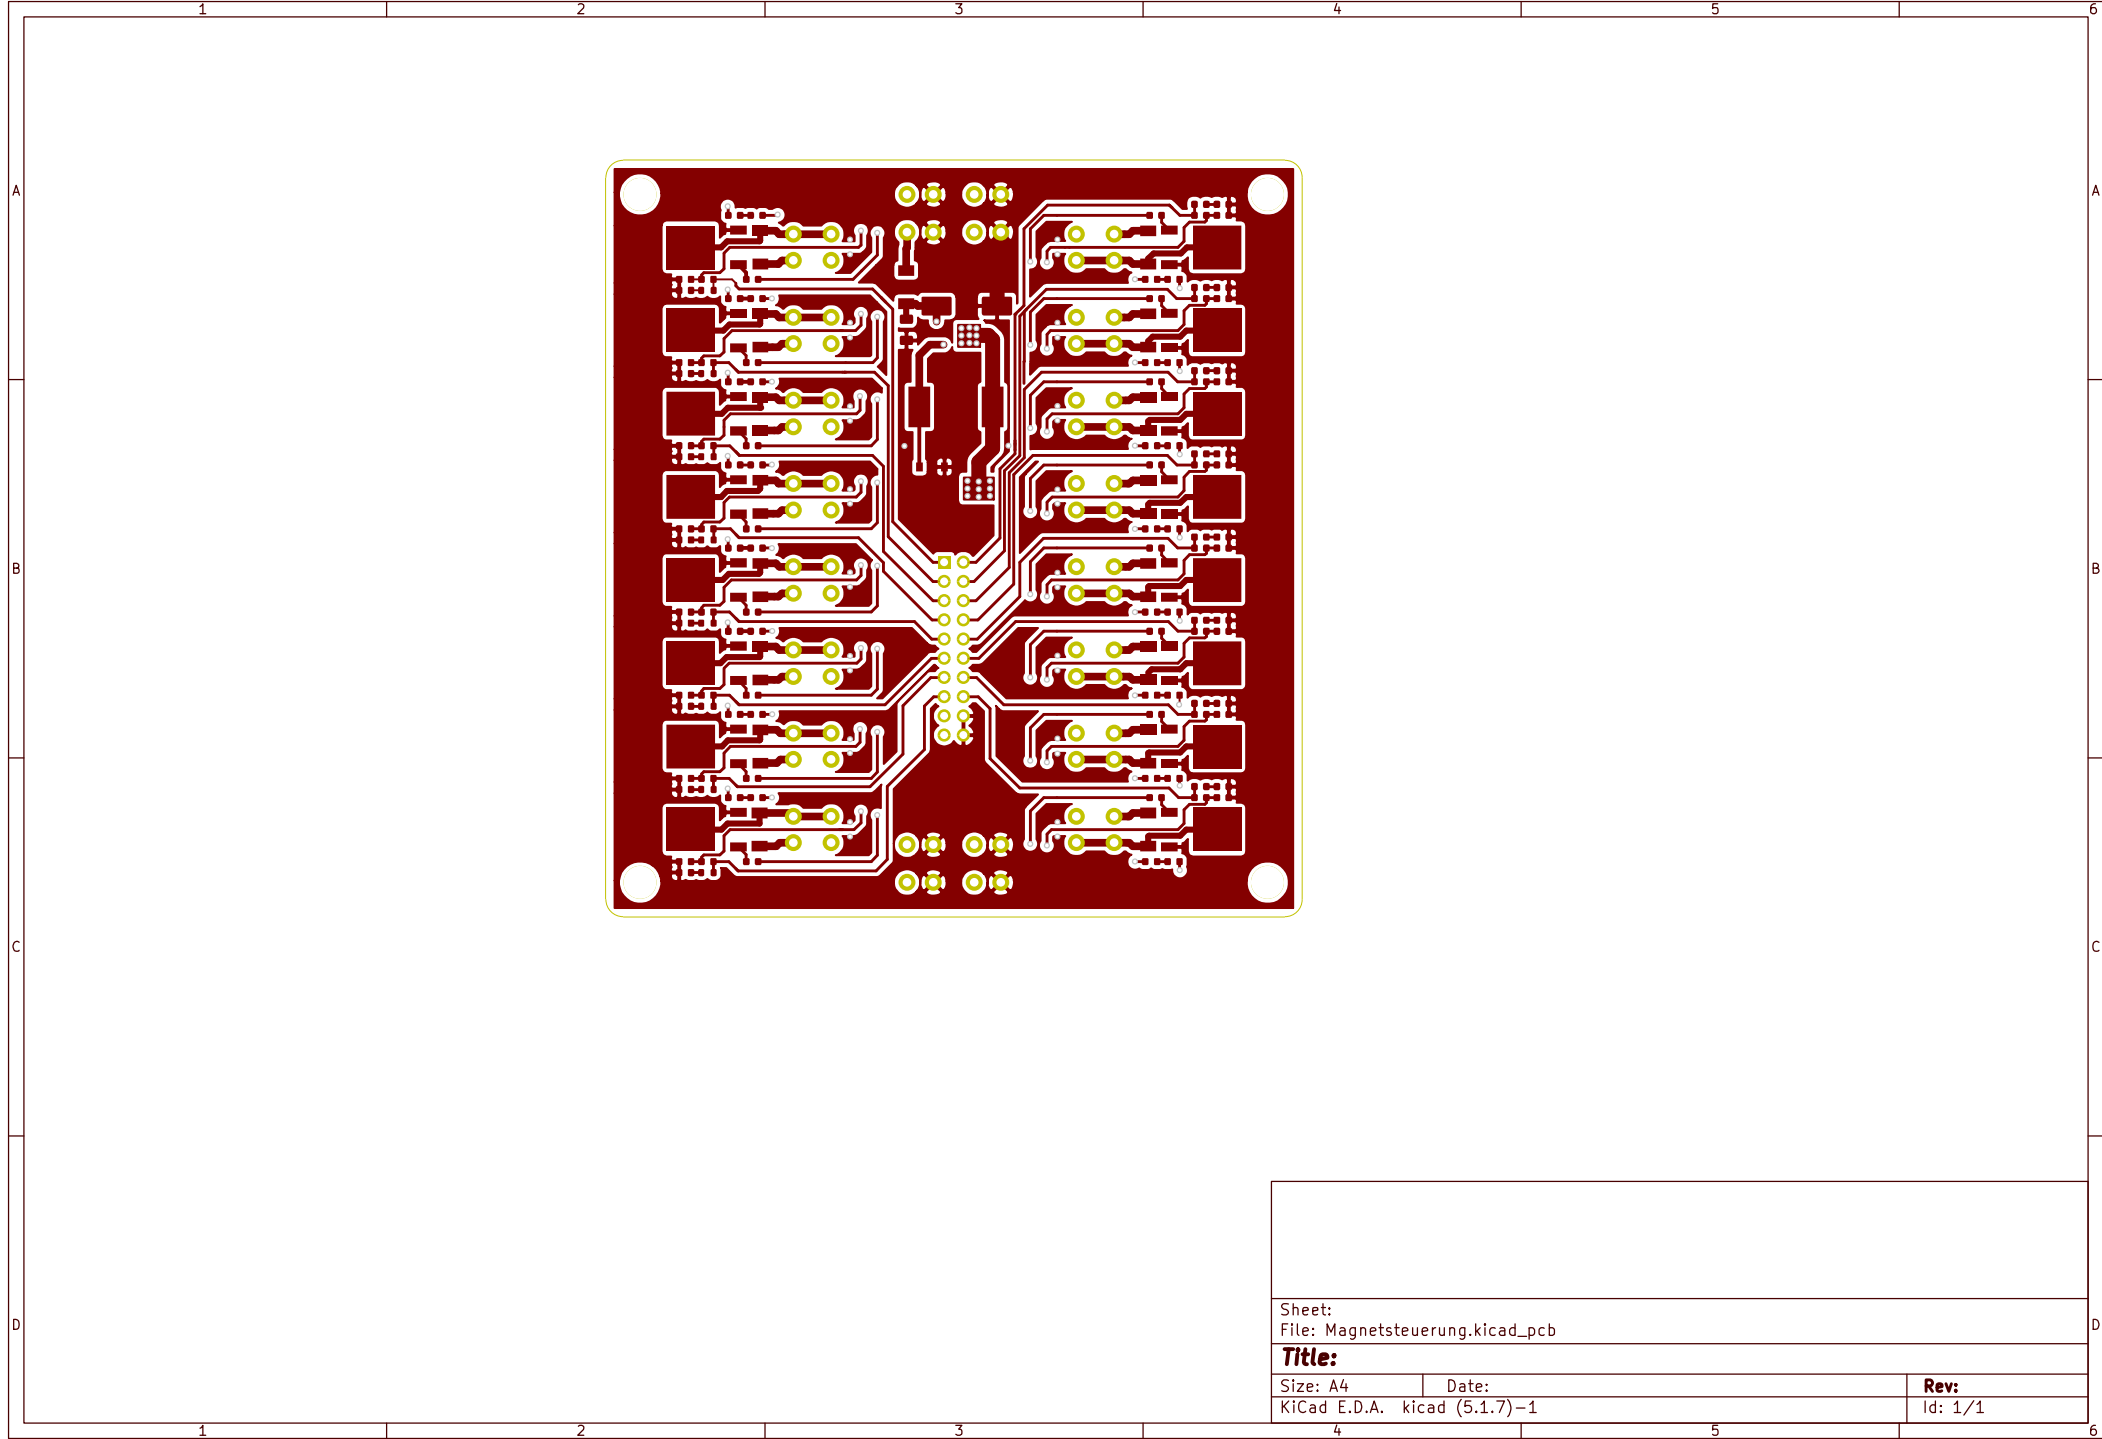 1 2 3 4 5 6
A A
B B
C C
D D
Sheet:
File: Magnetsteuerung.kicad_pcb
Title:
Size: A4 Date: Rev:
KiCad E.D.A. kicad (5.1.7)-1 Id: 1/1
1 2 3 4 5 6